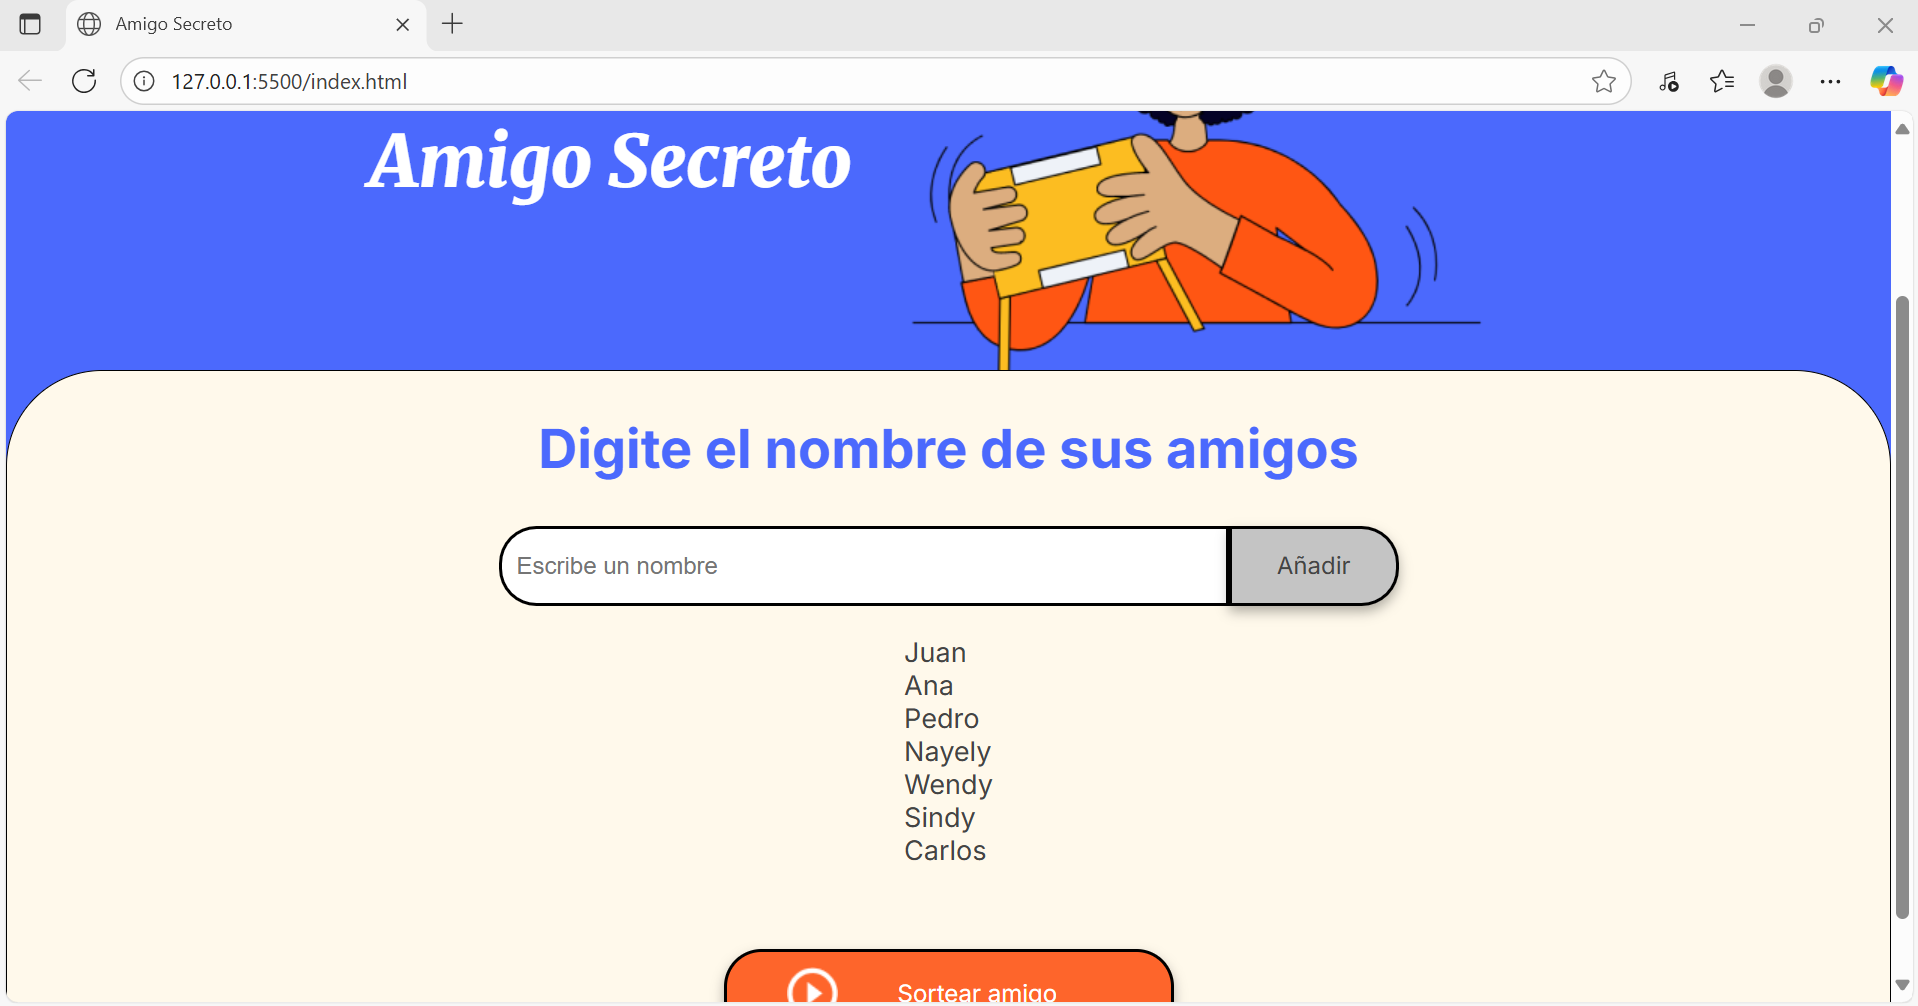 Amigo Secreto
127.0.0.1:5500/index.html
Amigo Secreto
Digite el nombre de sus amigos
Escribe un nombre
Añadir
Juan
Ana
Pedro
Nayely
Wendy
Sindy
Carlos
Sortear amigo